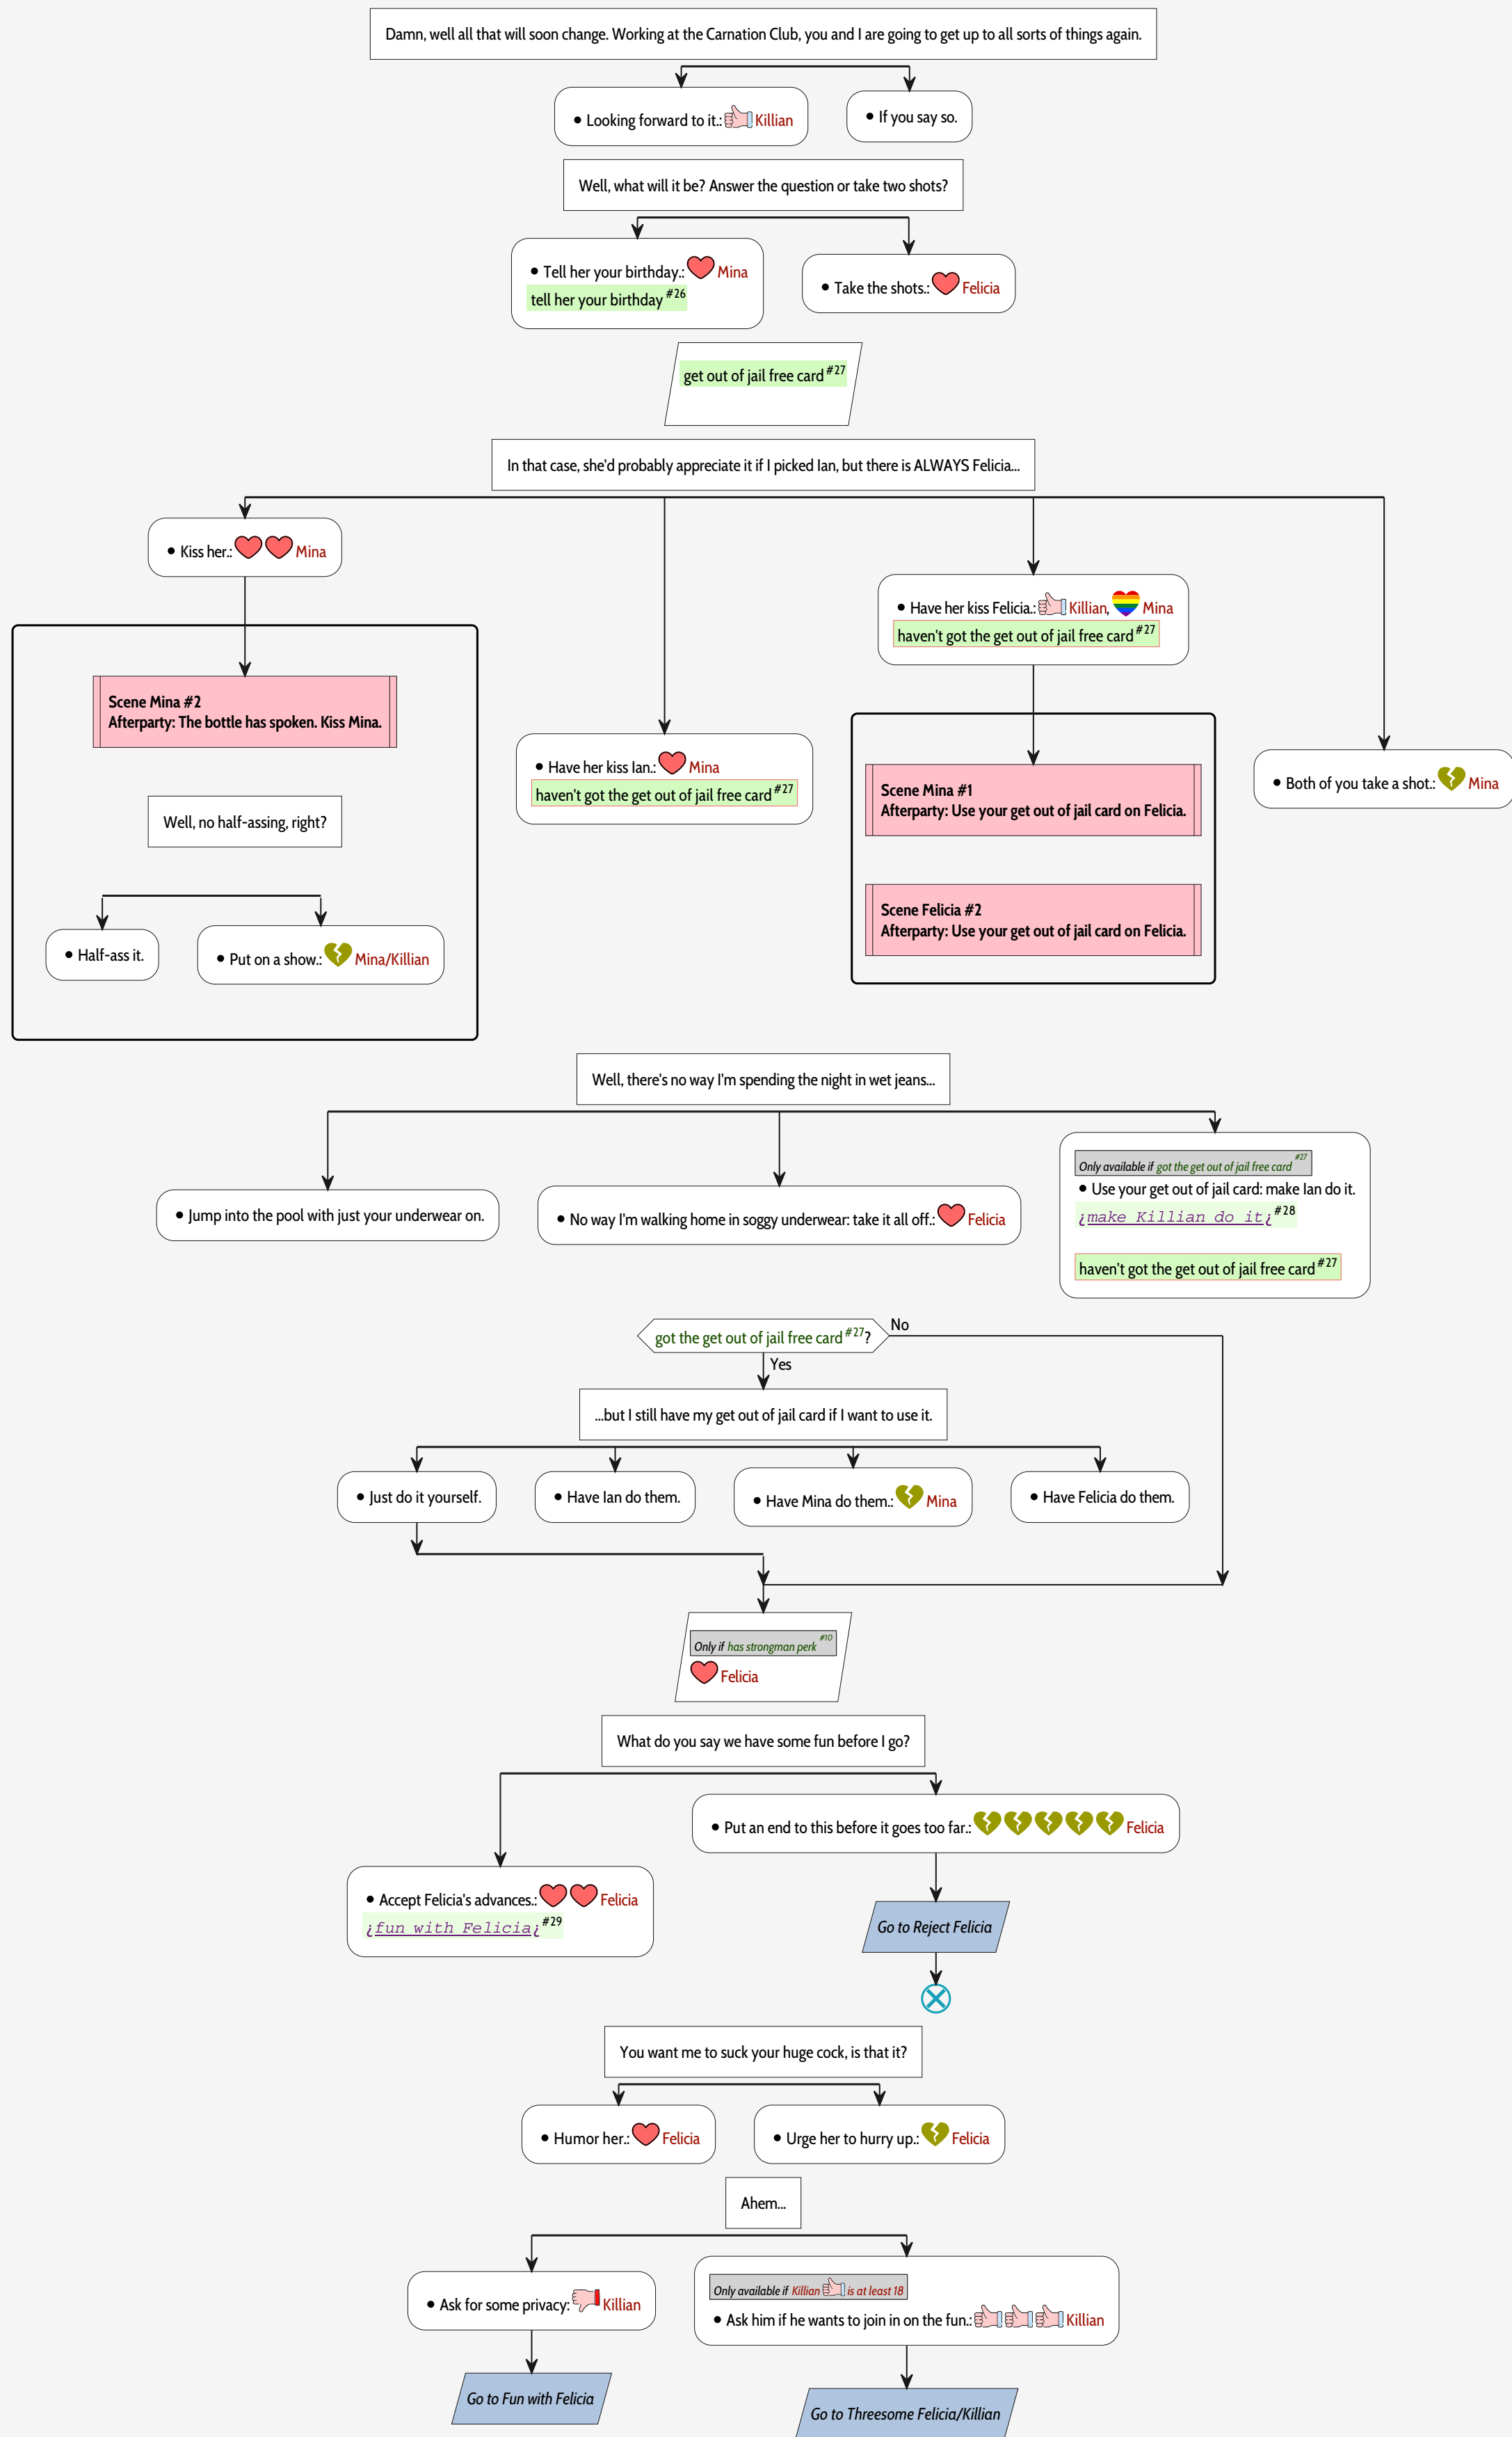 Damn, well all that will soon change. Working at the Carnation Club, you and I are going to get up to all sorts of things again.
• Looking forward to it.: Killian
• If you say so.
Well, what will it be? Answer the question or take two shots?
• Tell her your birthday.: Mina
tell her your birthday #26
• Take the shots.: Felicia
get out of jail free card #27
In that case, she'd probably appreciate it if I picked Ian, but there is ALWAYS Felicia...
• Kiss her.: Mina
• Have her kiss Felicia.: Killian, Mina
haven't got the get out of jail free card #27
Scene Mina #2
Afterparty: The bottle has spoken. Kiss Mina.
• Have her kiss Ian.: Mina
haven't got the get out of jail free card #27
Scene Mina #1
Afterparty: Use your get out of jail card on Felicia.
• Both of you take a shot.: Mina
Well, no half-assing, right?
Scene Felicia #2
Afterparty: Use your get out of jail card on Felicia.
• Half-ass it.
• Put on a show.: Mina/Killian
Well, there's no way I'm spending the night in wet jeans...
• Jump into the pool with just your underwear on.
• No way I'm walking home in soggy underwear: take it all off.: Felicia
Only available if got the get out of jail free card #27
• Use your get out of jail card: make Ian do it.
¿make Killian do it¿ #28
haven't got the get out of jail free card #27
got the get out of jail free card #27?
No
Yes
...but I still have my get out of jail card if I want to use it.
• Just do it yourself.
• Have Ian do them.
• Have Mina do them.: Mina
• Have Felicia do them.
Only if has strongman perk #10
Felicia
What do you say we have some fun before I go?
• Put an end to this before it goes too far.: Felicia
• Accept Felicia's advances.: Felicia
¿fun with Felicia¿ #29
Go to Reject Felicia
You want me to suck your huge cock, is that it?
• Humor her.: Felicia
• Urge her to hurry up.: Felicia
Ahem...
• Ask for some privacy: Killian
Only available if Killian is at least 18
• Ask him if he wants to join in on the fun.: Killian
Go to Fun with Felicia
Go to Threesome Felicia/Killian